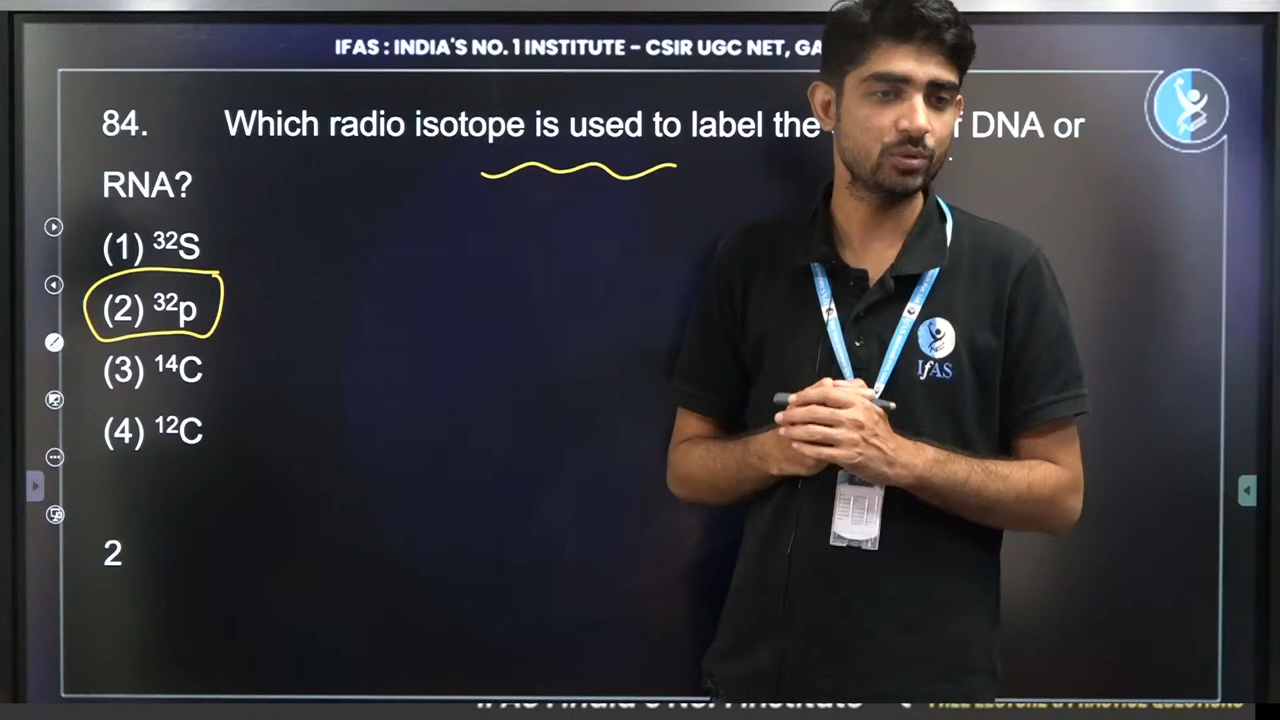 IFAS : INDIA'S NO. 1 INSTITUTE - CSIR UGC NET,
84. Which radio isotope is used to label the DNA or
RNA?
(1) ³²S
(2) ³²p
(3) ¹⁴C
(4) ¹²C
2
IfAS